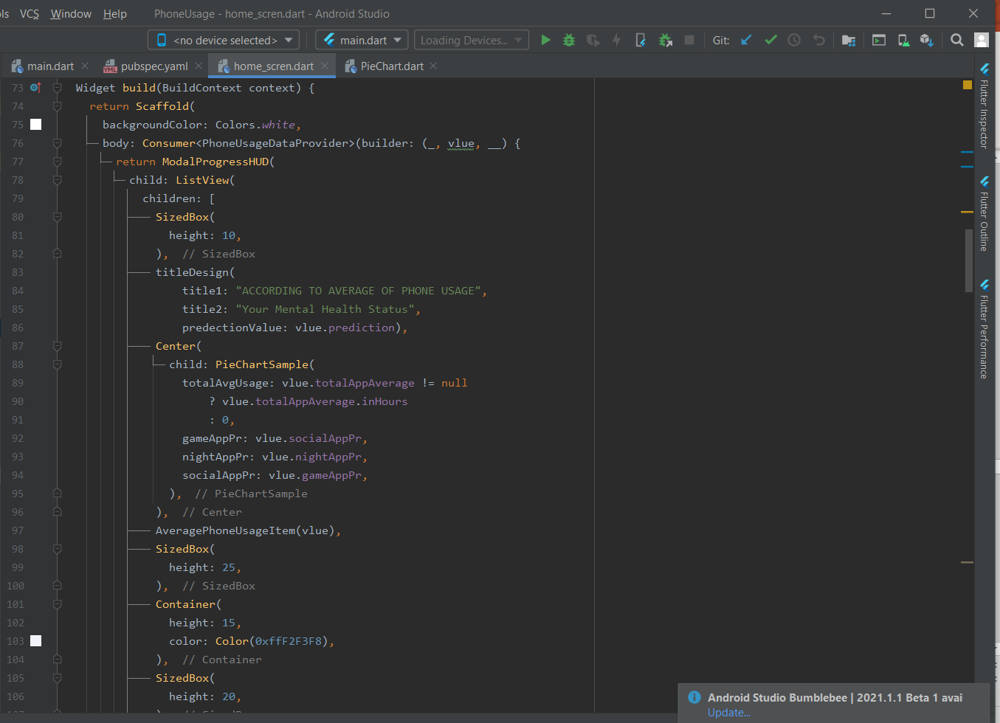 ls VCS Window Help PhoneUsage - home_scren.dart - Android Studio
<no device selected> main.dart Loading Devices... Git:
main.dart pubspec.yaml home_scren.dart PieChart.dart
73 Widget build(BuildContext context) {
74 return Scaffold(
75 backgroundColor: Colors.white,
76 body: Consumer<PhoneUsageDataProvider>(builder: (_, vlue, __) {
77 return ModalProgressHUD(
78 child: ListView(
79 children: [
80 SizedBox(
81 height: 10,
82 ), // SizedBox
83 titleDesign(
84 title1: "ACCORDING TO AVERAGE OF PHONE USAGE",
85 title2: "Your Mental Health Status",
86 predectionValue: vlue.prediction),
87 Center(
88 child: PieChartSample(
89 totalAvgUsage: vlue.totalAppAverage != null
90 ? vlue.totalAppAverage.inHours
91 : 0,
92 gameAppPr: vlue.socialAppPr,
93 nightAppPr: vlue.nightAppPr,
94 socialAppPr: vlue.gameAppPr,
95 ), // PieChartSample
96 ), // Center
97 AveragePhoneUsageItem(vlue),
98 SizedBox(
99 height: 25,
100 ), // SizedBox
101 Container(
102 height: 15,
103 color: Color(0xffF2F3F8),
104 ), // Container
105 SizedBox(
106 height: 20,
Flutter Inspector
Flutter Outline
Flutter Performance
Android Studio Bumblebee | 2021.1.1 Beta 1 avai
Update...